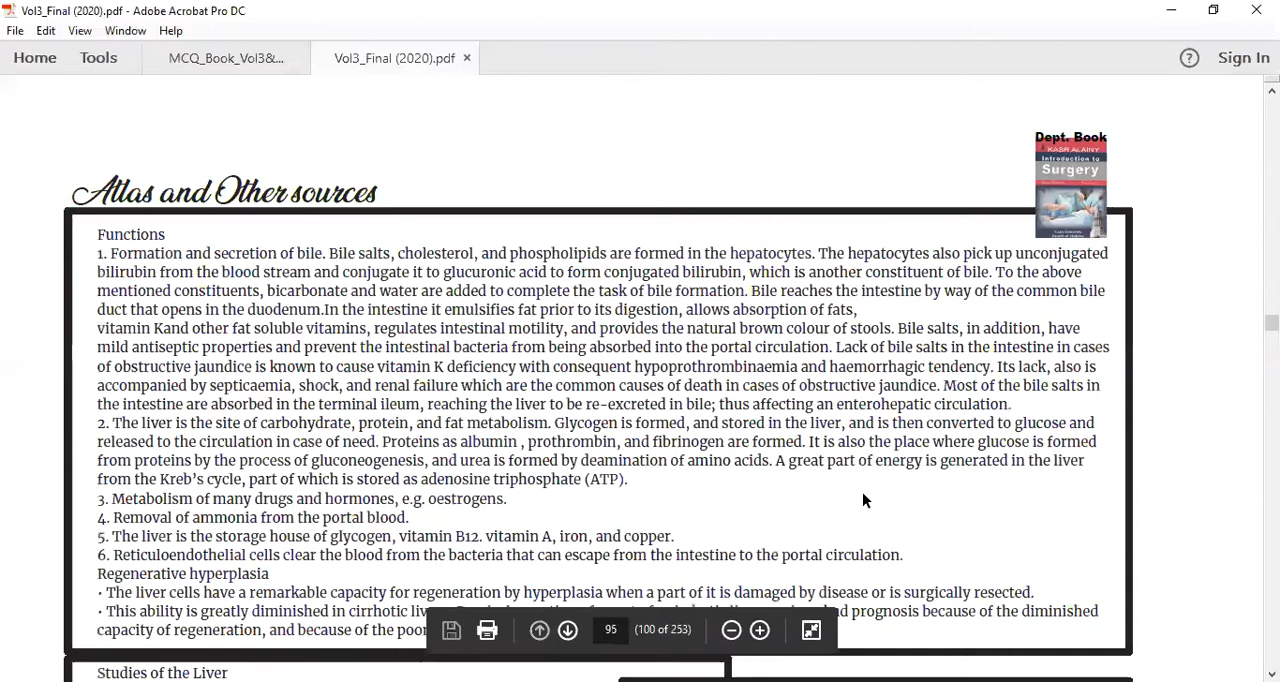 Vol3_Final (2020).pdf - Adobe Acrobat Pro DC
File Edit View Window Help
Home Tools MCQ_Book_Vol3&... Vol3_Final (2020).pdf × ? Sign In
Dept. Book
KASR ALAINY
Introduction to
Surgery
Atlas and Other sources
Functions
1. Formation and secretion of bile. Bile salts, cholesterol, and phospholipids are formed in the hepatocytes. The hepatocytes also pick up unconjugated
bilirubin from the blood stream and conjugate it to glucuronic acid to form conjugated bilirubin, which is another constituent of bile. To the above
mentioned constituents, bicarbonate and water are added to complete the task of bile formation. Bile reaches the intestine by way of the common bile
duct that opens in the duodenum.In the intestine it emulsifies fat prior to its digestion, allows absorption of fats,
vitamin Kand other fat soluble vitamins, regulates intestinal motility, and provides the natural brown colour of stools. Bile salts, in addition, have
mild antiseptic properties and prevent the intestinal bacteria from being absorbed into the portal circulation. Lack of bile salts in the intestine in cases
of obstructive jaundice is known to cause vitamin K deficiency with consequent hypoprothrombinaemia and haemorrhagic tendency. Its lack, also is
accompanied by septicaemia, shock, and renal failure which are the common causes of death in cases of obstructive jaundice. Most of the bile salts in
the intestine are absorbed in the terminal ileum, reaching the liver to be re-excreted in bile; thus affecting an enterohepatic circulation.
2. The liver is the site of carbohydrate, protein, and fat metabolism. Glycogen is formed, and stored in the liver, and is then converted to glucose and
released to the circulation in case of need. Proteins as albumin , prothrombin, and fibrinogen are formed. It is also the place where glucose is formed
from proteins by the process of gluconeogenesis, and urea is formed by deamination of amino acids. A great part of energy is generated in the liver
from the Kreb's cycle, part of which is stored as adenosine triphosphate (ATP).
3. Metabolism of many drugs and hormones, e.g. oestrogens.
4. Removal of ammonia from the portal blood.
5. The liver is the storage house of glycogen, vitamin B12. vitamin A, iron, and copper.
6. Reticuloendothelial cells clear the blood from the bacteria that can escape from the intestine to the portal circulation.
Regenerative hyperplasia
• The liver cells have a remarkable capacity for regeneration by hyperplasia when a part of it is damaged by disease or is surgically resected.
• This ability is greatly diminished in cirrhotic prognosis because of the diminished
capacity of regeneration, and because of the poor
95 (100 of 253)
Studies of the Liver